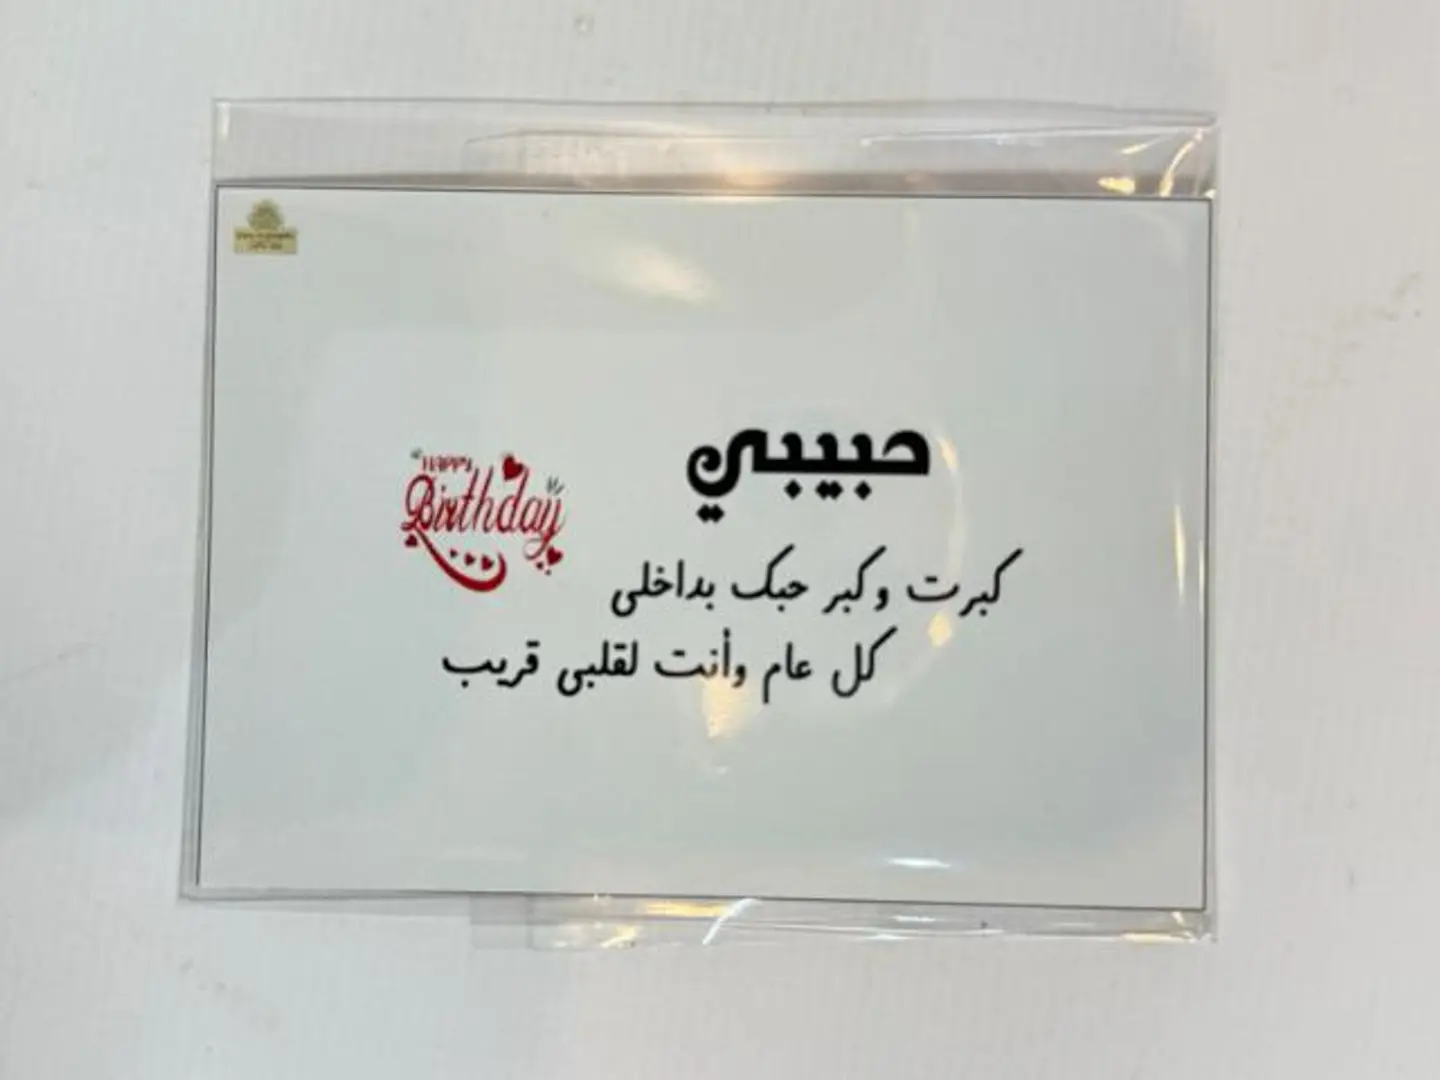 حبيبي
HAPPY
Birthday
كبرت وكبر حبك بداخلى
كل عام وأنت لقلبى قريب